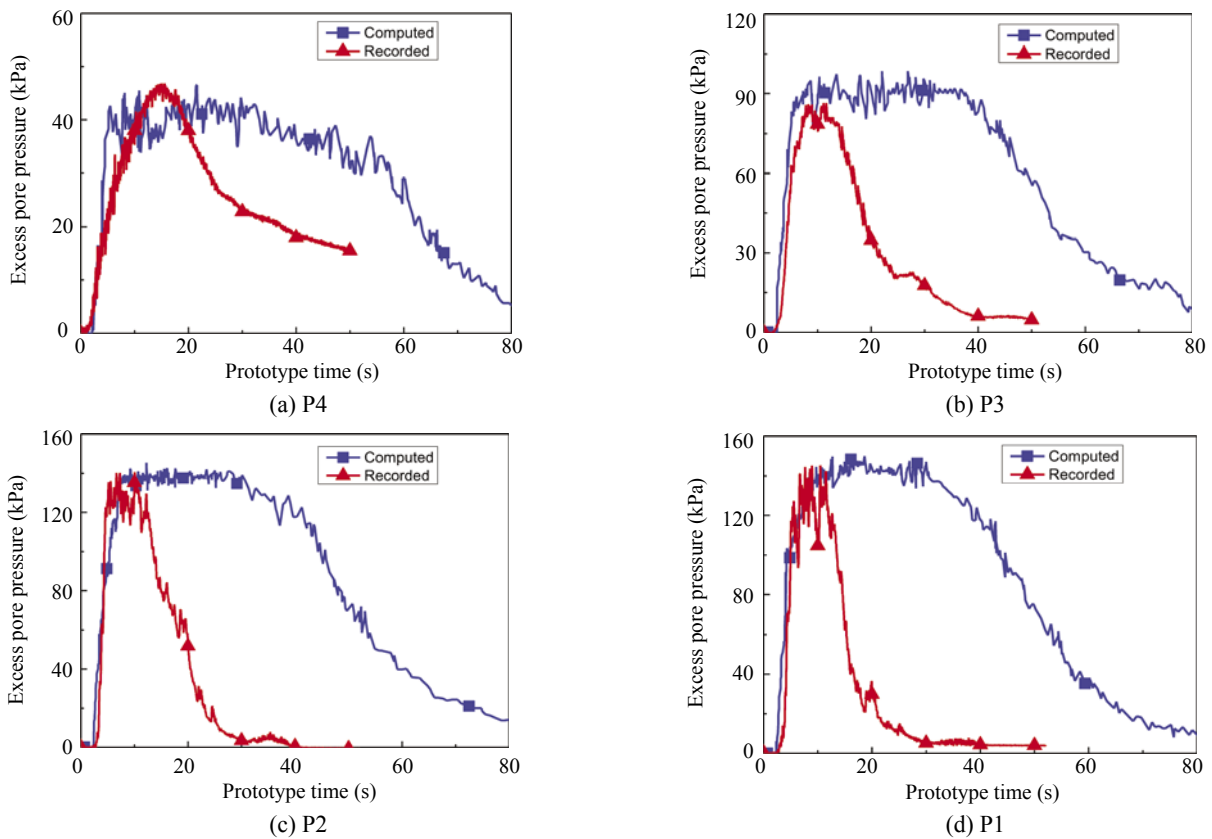 60
40
20
0
Excess pore pressure (kPa)
Computed
Recorded
0 20 40 60 80
Prototype time (s)
(a) P4
120
90
60
30
0
Excess pore pressure (kPa)
Computed
Recorded
0 20 40 60 80
Prototype time (s)
(b) P3
160
120
80
40
0
Excess pore pressure (kPa)
Computed
Recorded
0 20 40 60 80
Prototype time (s)
(c) P2
160
120
80
40
0
Excess pore pressure (kPa)
Computed
Recorded
0 20 40 60 80
Prototype time (s)
(d) P1